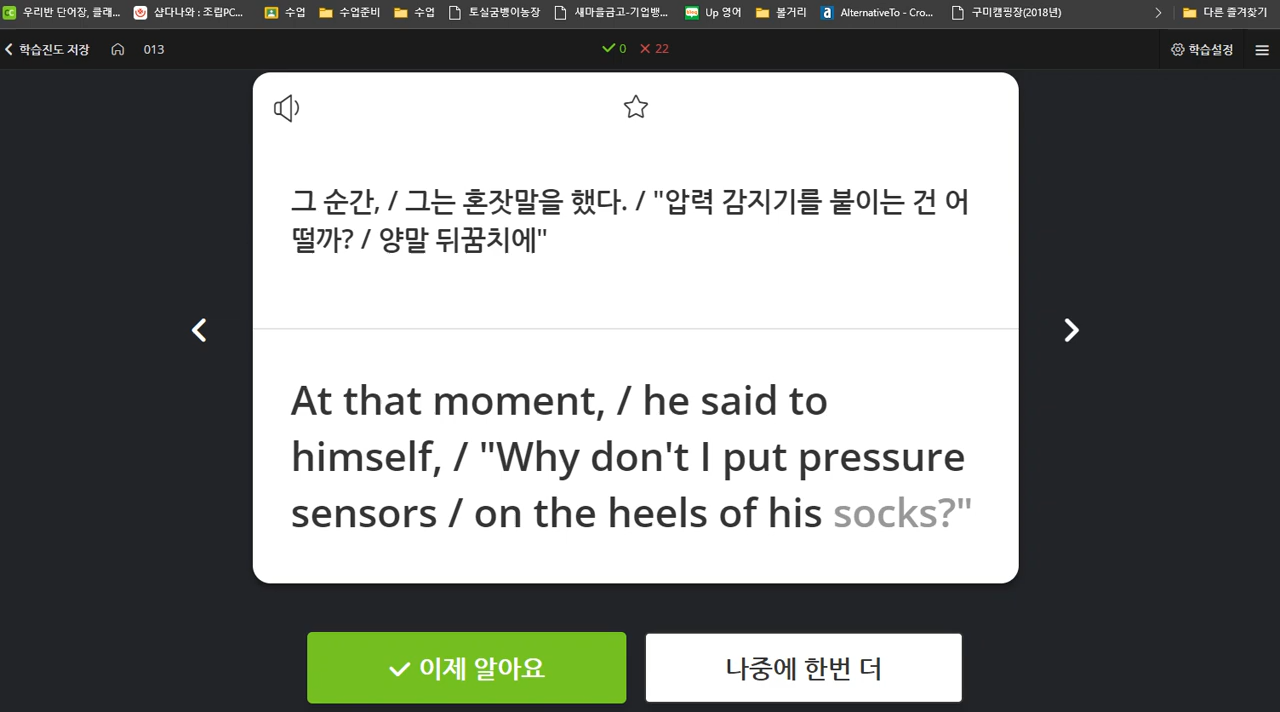 우리반 단어장, 클래... 샵다나와 : 조립PC... 수업 수업준비 수업 토실궁뱅이농장 새마을금고-기업뱅... Up 영어 볼거리 AlternativeTo - Cro... 구미캠핑장(2018년) 다른 즐겨찾기
학습진도 저장 013 0 22 학습설정
그 순간, / 그는 혼잣말을 했다. / "압력 감지기를 붙이는 건 어
떨까? / 양말 뒤꿈치에"
At that moment, / he said to
himself, / "Why don't I put pressure
sensors / on the heels of his socks?"
이제 알아요 나중에 한번 더